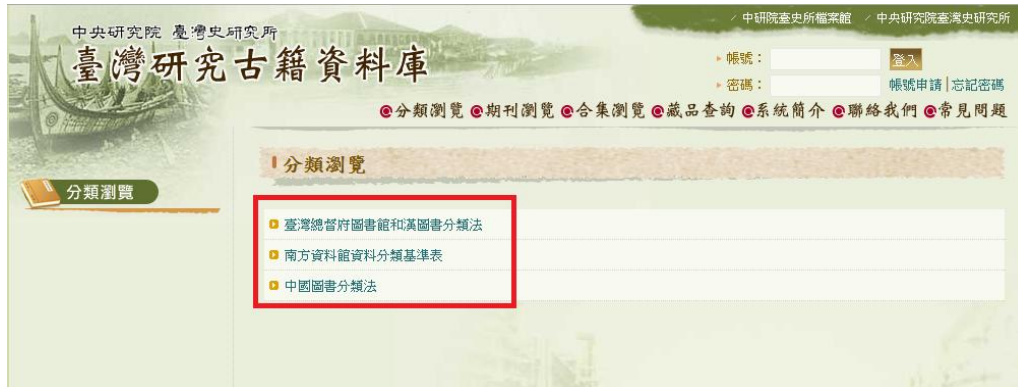 ／ 中研院臺史所檔案館 ／ 中央研究院臺灣史研究所
中央研究院 臺灣史研究所
臺灣研究古籍資料庫
帳號：
登入
密碼：
帳號申請│忘記密碼
分類瀏覽 期刊瀏覽 合集瀏覽 藏品查詢 系統簡介 聯絡我們 常見問題
分類瀏覽
分類瀏覽
臺灣總督府圖書館和漢圖書分類法
南方資料館資料分類基準表
中國圖書分類法